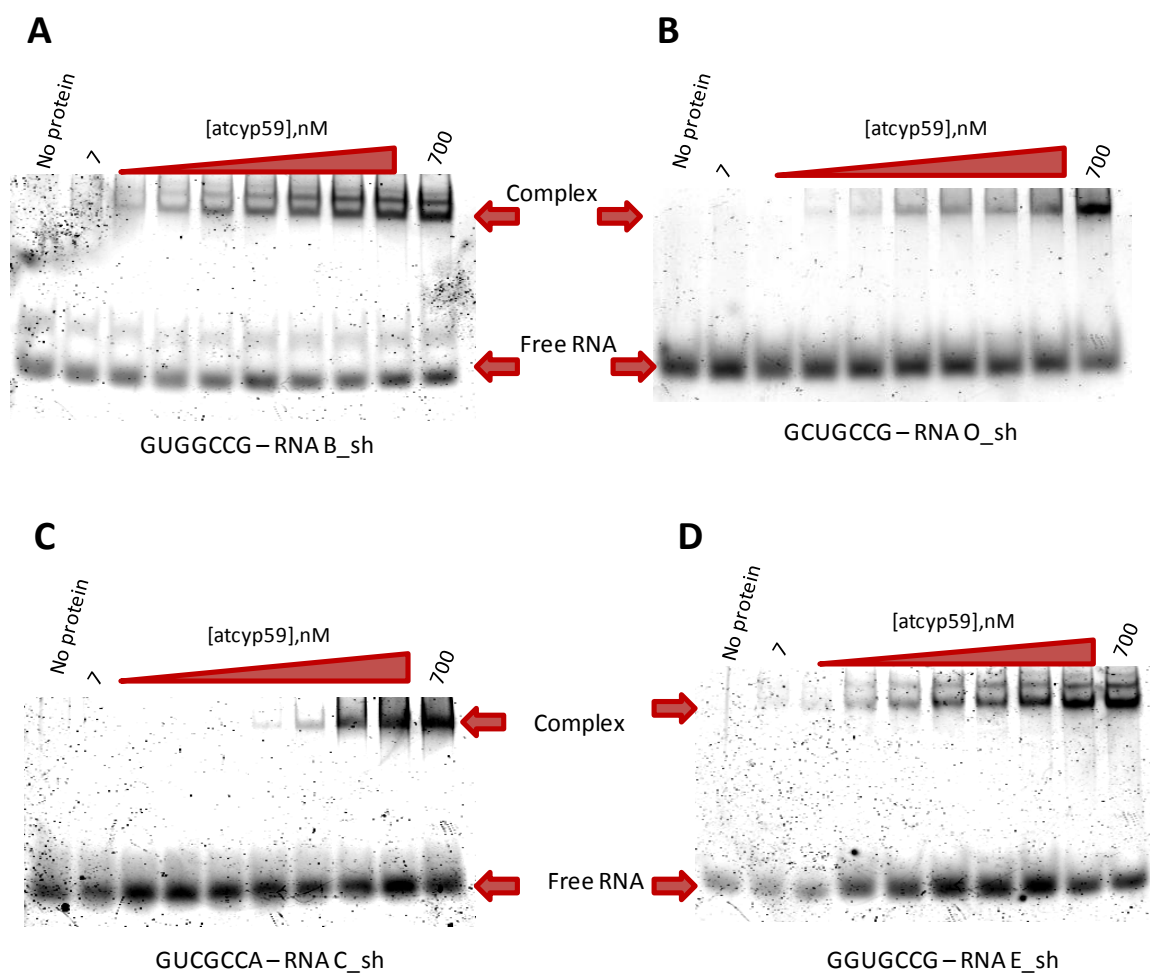 A
No protein
7
[atcyp59],nM
700
Complex
Free RNA
GUGGCCG – RNA B_sh
B
No protein
7
[atcyp59],nM
700
GCUGCCG – RNA O_sh
C
No protein
7
[atcyp59],nM
700
Complex
Free RNA
GUCGCCA – RNA C_sh
D
No protein
7
[atcyp59],nM
700
GGUGCCG – RNA E_sh